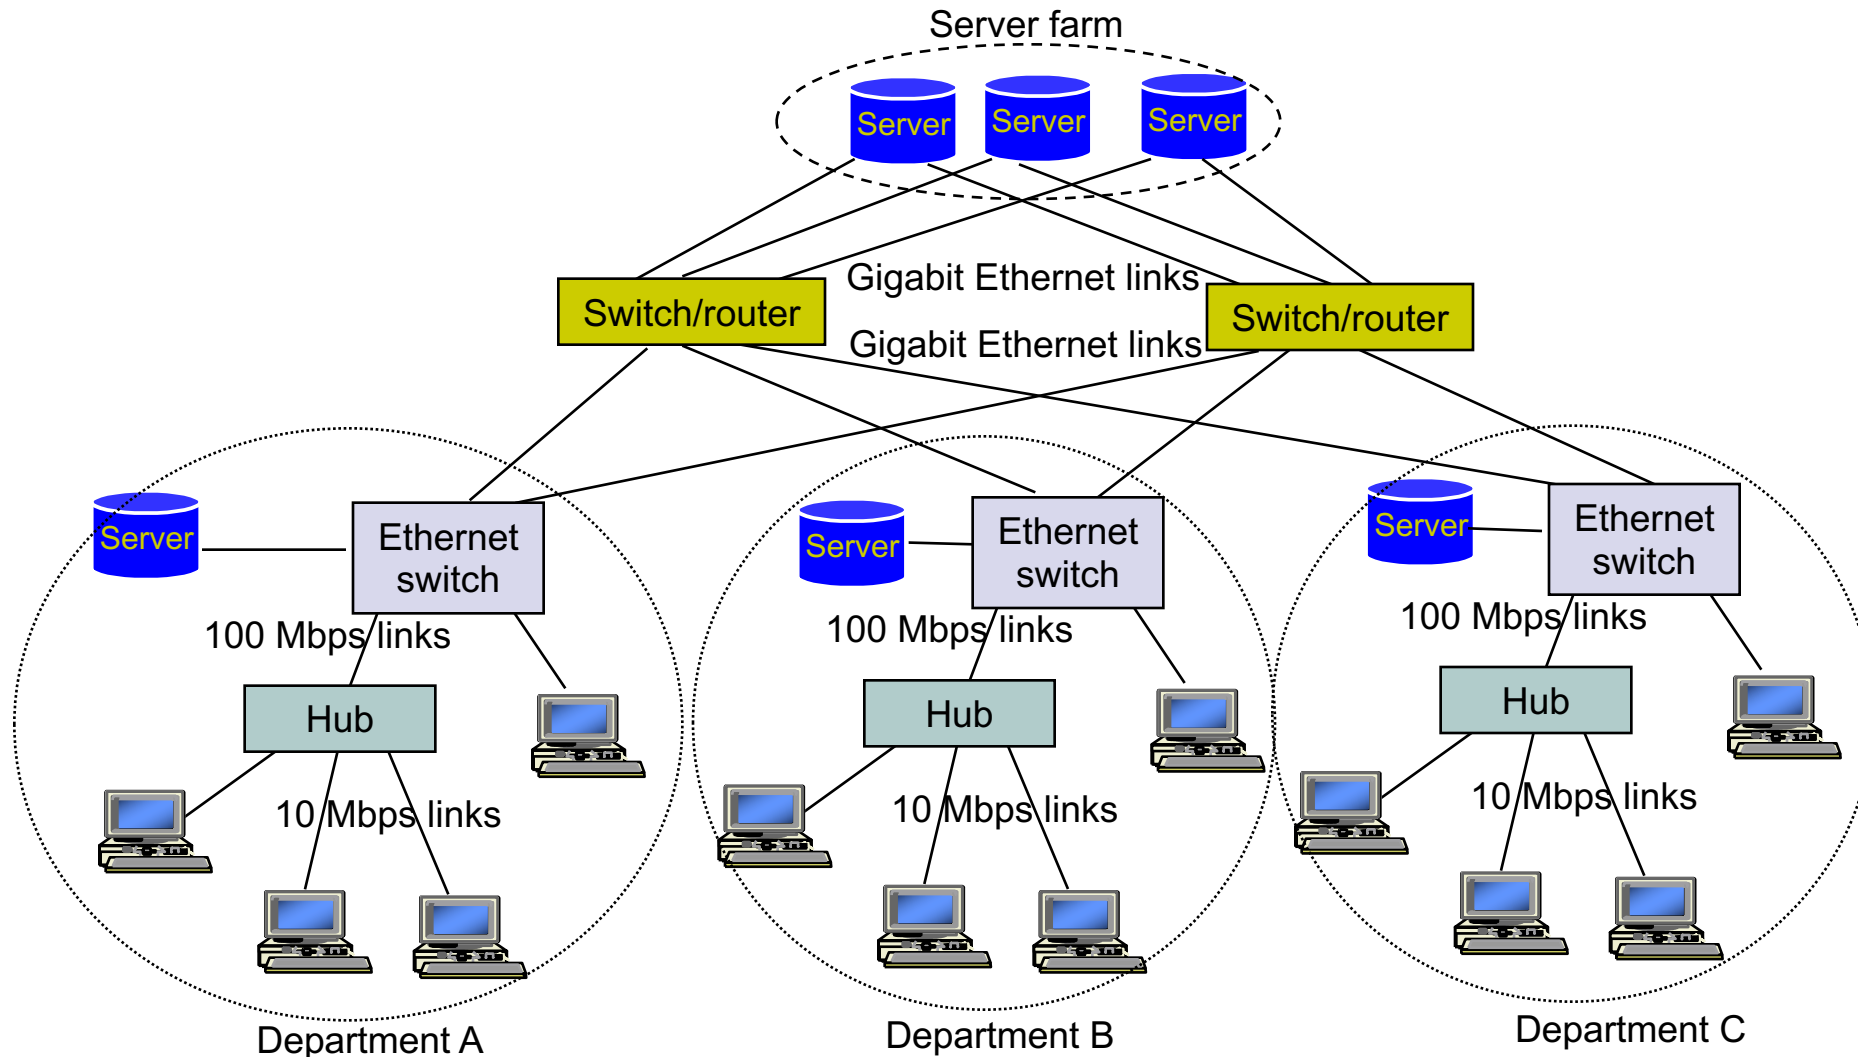 Server farm
Server
Server
Server
Gigabit Ethernet links
Switch/router
Switch/router
Gigabit Ethernet links
Server
Ethernet
switch
Server
Ethernet
switch
Server
Ethernet
switch
100 Mbps links
100 Mbps links
100 Mbps links
Hub
Hub
Hub
10 Mbps links
10 Mbps links
10 Mbps links
Department A
Department B
Department C